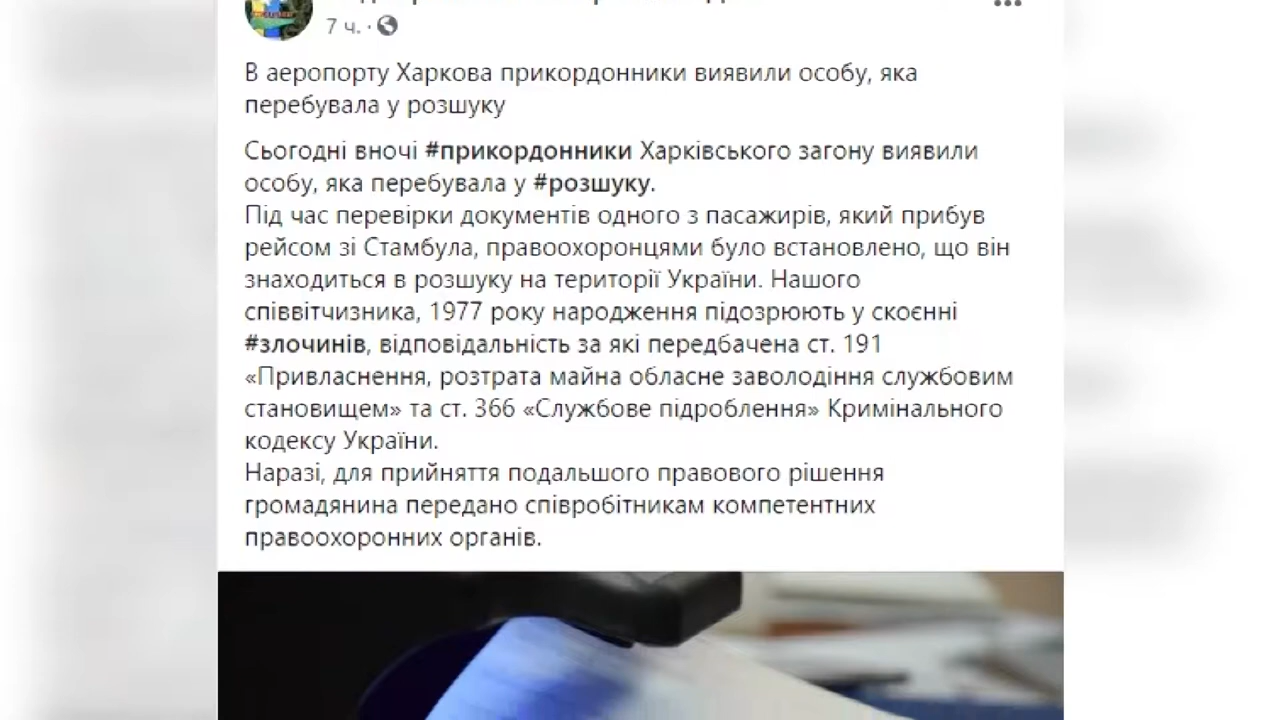 7 ч. ·
В аеропорту Харкова прикордонники виявили особу, яка
перебувала у розшуку
Сьогодні вночі #прикордонники Харківського загону виявили
особу, яка перебувала у #розшуку.
Під час перевірки документів одного з пасажирів, який прибув
рейсом зі Стамбула, правоохоронцями було встановлено, що він
знаходиться в розшуку на території України. Нашого
співвітчизника, 1977 року народження підозрюють у скоєнні
#злочинів, відповідальність за які передбачена ст. 191
«Привласнення, розтрата майна обласне заволодіння службовим
становищем» та ст. 366 «Службове підроблення» Кримінального
кодексу України.
Наразі, для прийняття подальшого правового рішення
громадянина передано співробітникам компетентних
правоохоронних органів.